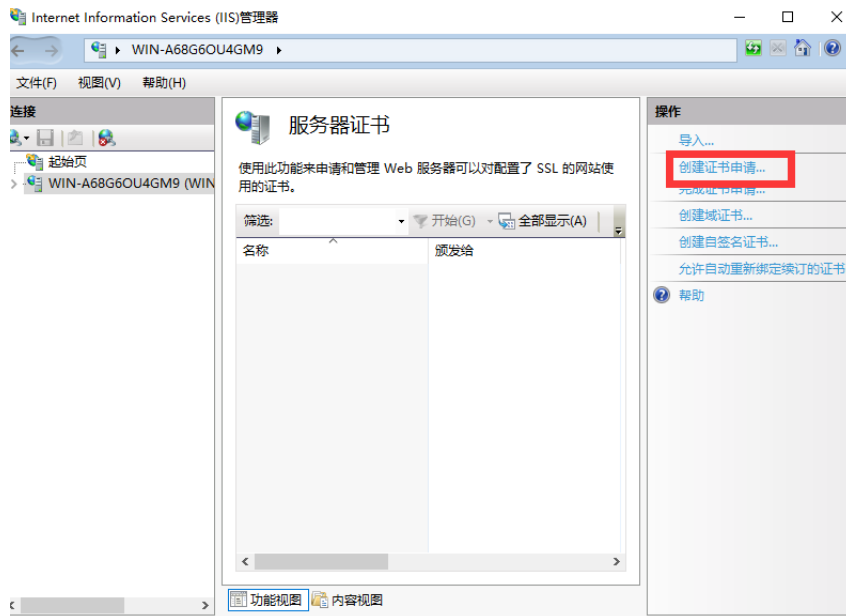 Internet Information Services (IIS)管理器
WIN-A68G6OU4GM9
文件(F) 视图(V) 帮助(H)
连接
起始页
WIN-A68G6OU4GM9 (WIN
服务器证书
使用此功能来申请和管理 Web 服务器可以对配置了 SSL 的网站使
用的证书。
筛选: 开始(G) 全部显示(A)
名称 颁发给
功能视图 内容视图
操作
导入...
创建证书申请...
完成证书申请...
创建域证书...
创建自签名证书...
允许自动重新绑定续订的证书
帮助